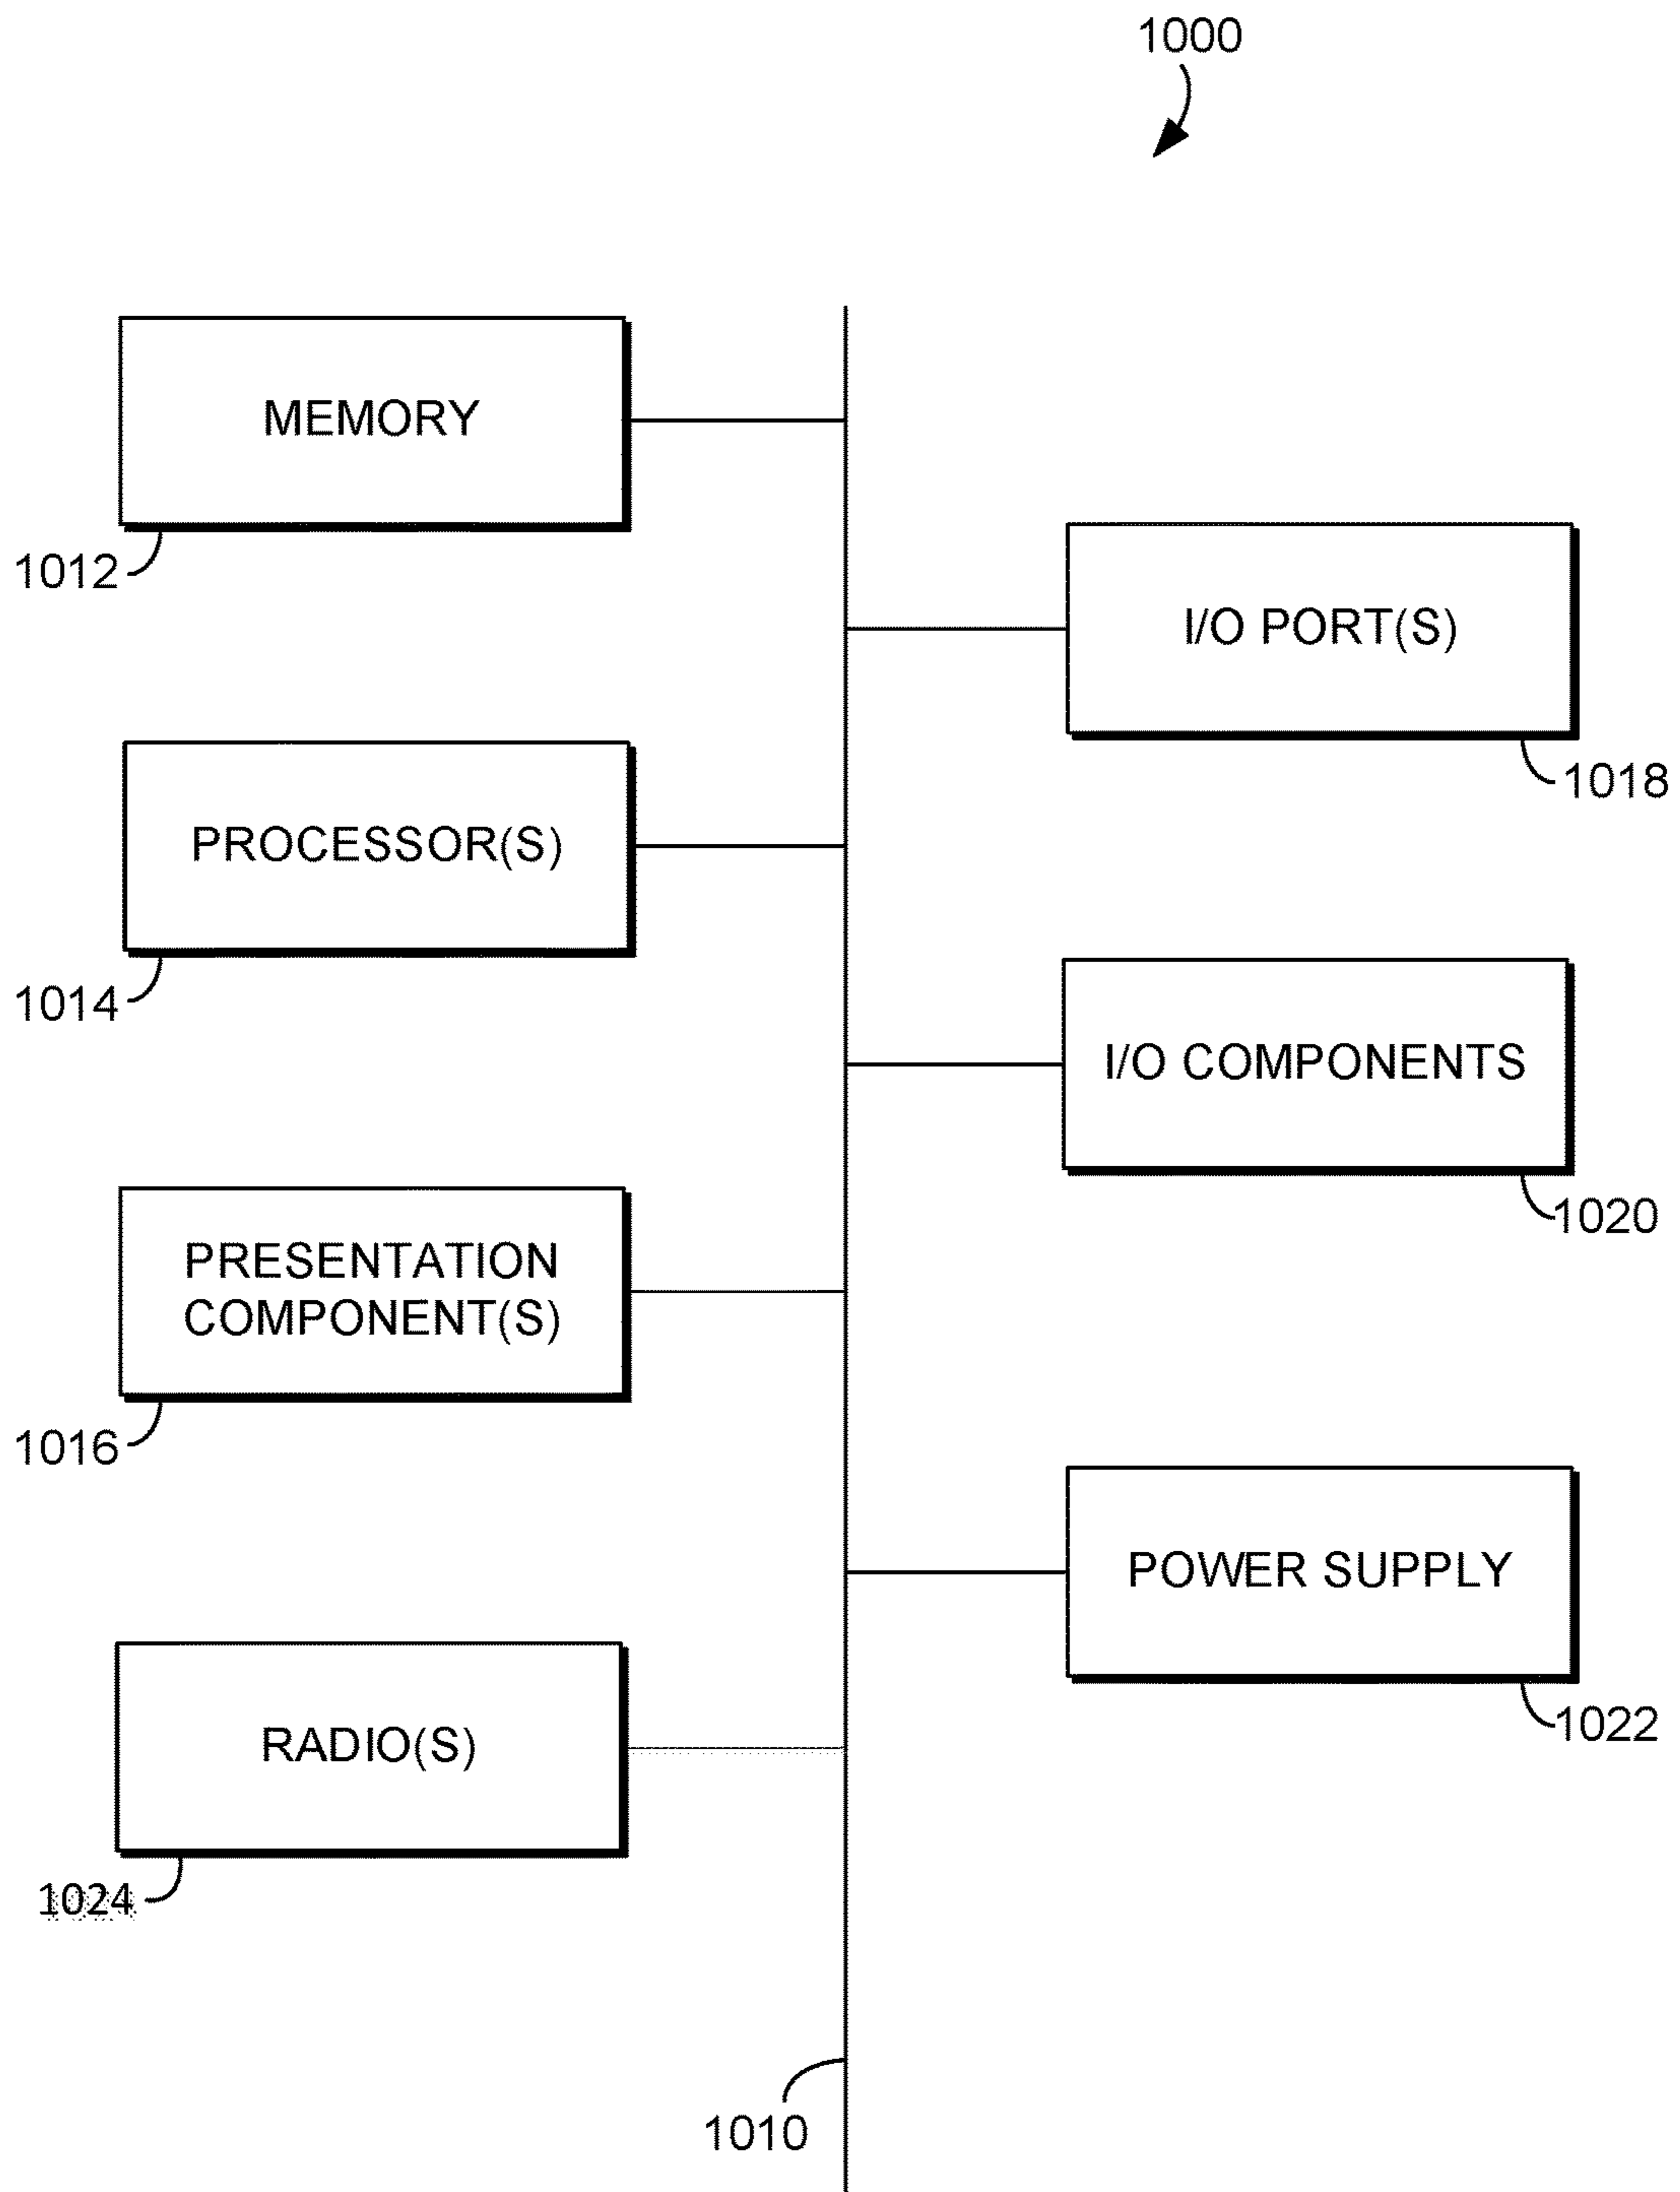 1000
MEMORY
1012
I/O PORT(S)
1018
PROCESSOR(S)
1014
I/O COMPONENTS
1020
PRESENTATION
COMPONENT(S)
1016
POWER SUPPLY
1022
RADIO(S)
1024
1010